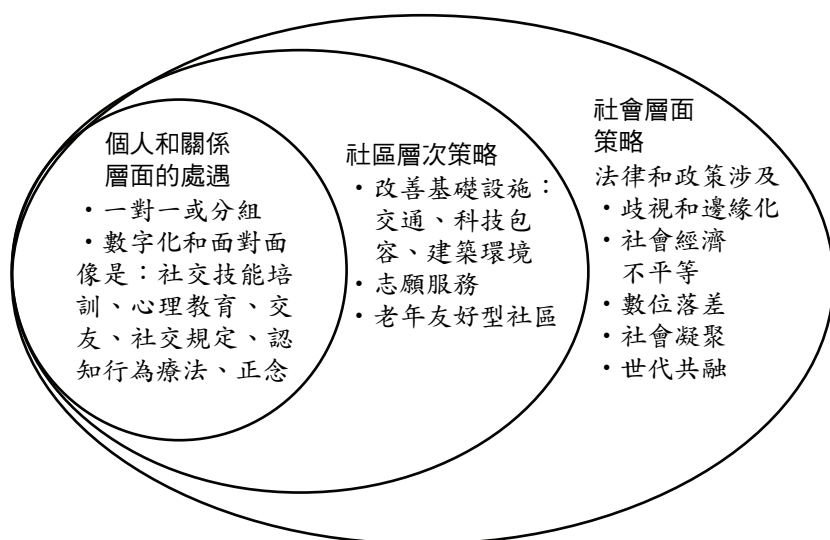 個人和關係
層面的處遇
・一對一或分組
・數字化和面對面
像是：社交技能培
訓、心理教育、交
友、社交規定、認
知行為療法、正念
社區層次策略
・改善基礎設施：
交通、科技包
容、建築環境
・志願服務
・老年友好型社區
社會層面
策略
法律和政策涉及
・歧視和邊緣化
・社會經濟
不平等
・數位落差
・社會凝聚
・世代共融